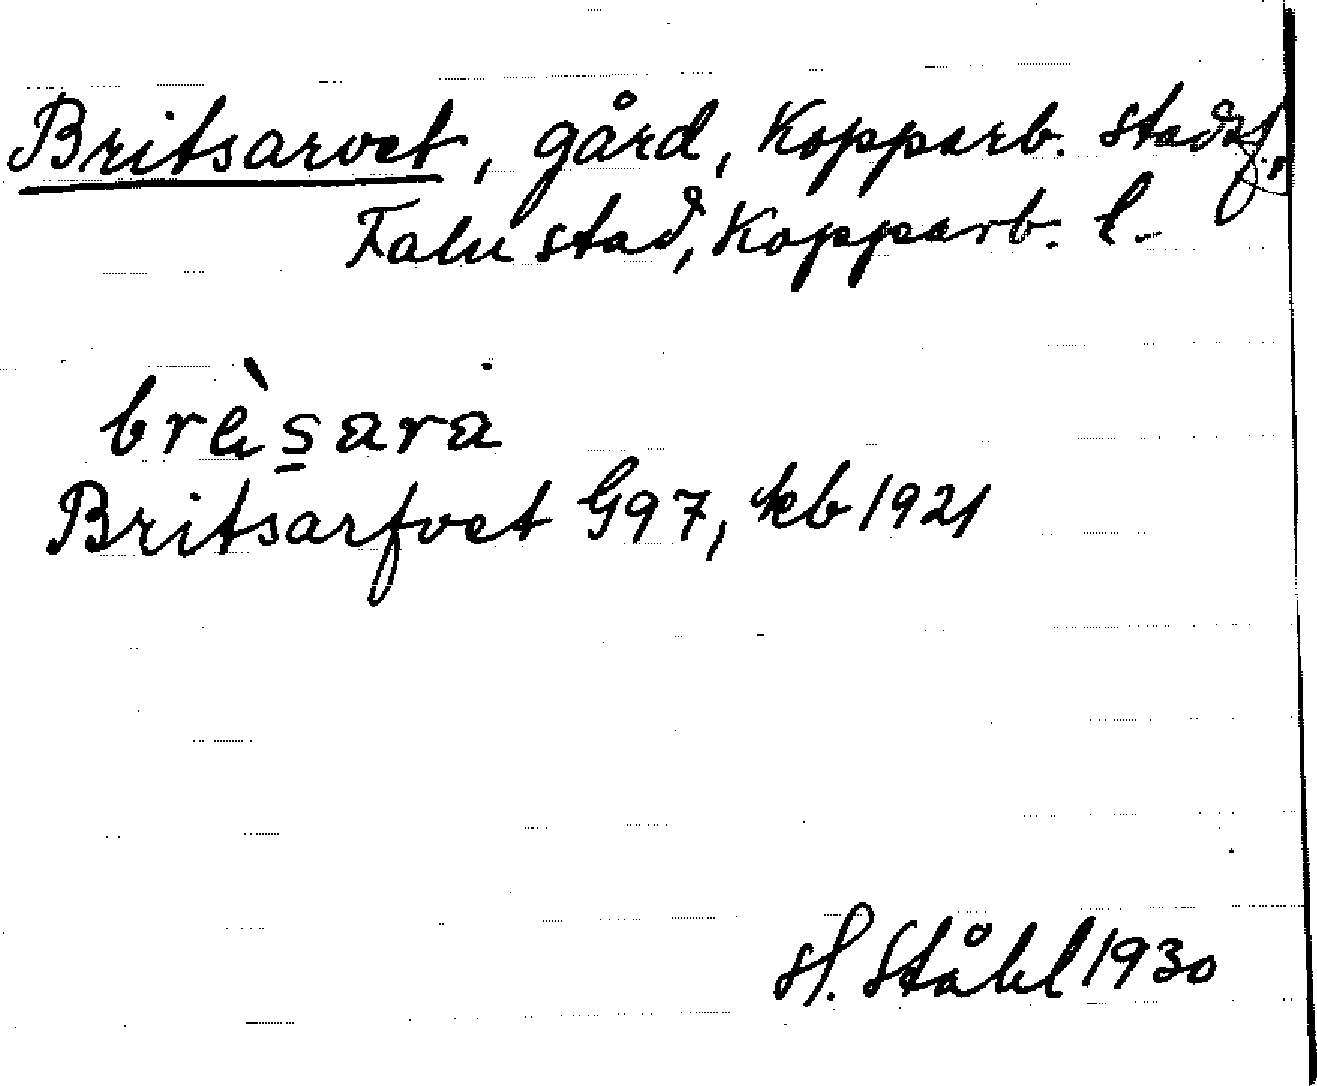 Britsarvet, gård, Kopparb. stadsf.,
Falu stad, Kopparb. l.
brèsara
Britsarfvet G97, kb 1921
H. Ståhl 1930